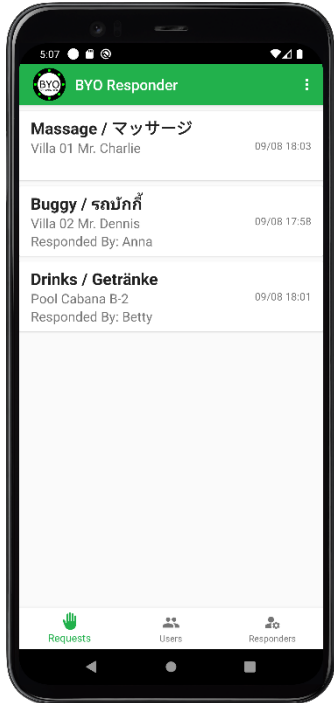 5:07
BYO
BYO Responder
Massage / マッサージ
Villa 01 Mr. Charlie
09/08 18:03
Buggy / รถบักกี้
Villa 02 Mr. Dennis
09/08 17:58
Responded By: Anna
Drinks / Getränke
Pool Cabana B-2
09/08 18:01
Responded By: Betty
Requests
Users
Responders